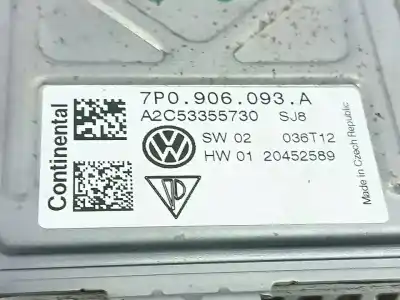 Continental
7P0.906.093.A
A2C53355730 SJ8
SW 02 036T12
HW 01 20452589
Made in Czech Republic